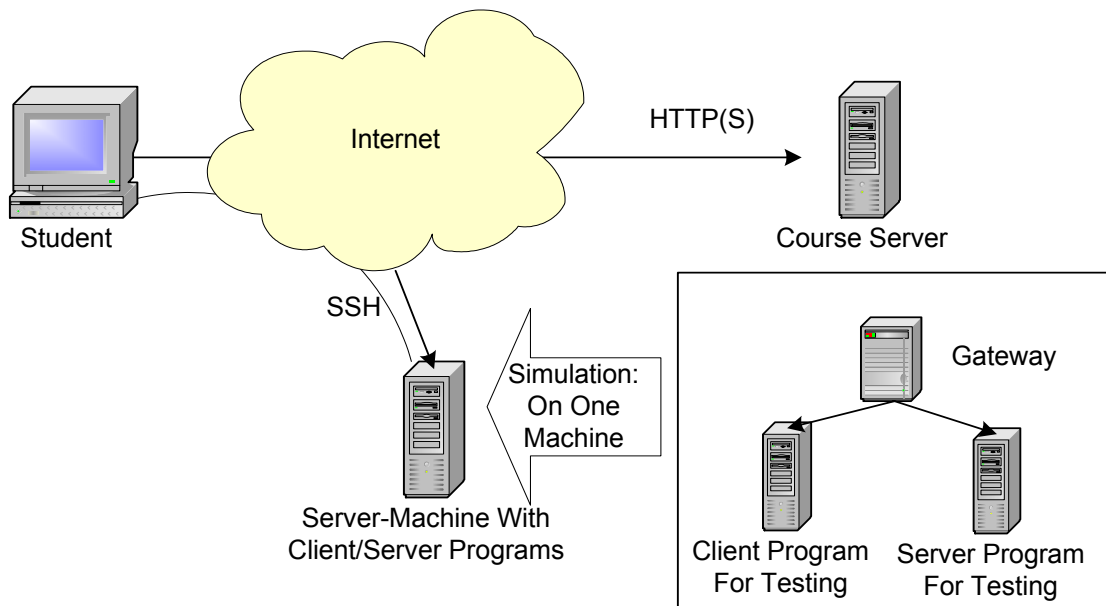 Internet
HTTP(S)
Student
Course Server
SSH
Gateway
Simulation:
On One
Machine
Server-Machine With
Client/Server Programs
Client Program
For Testing
Server Program
For Testing